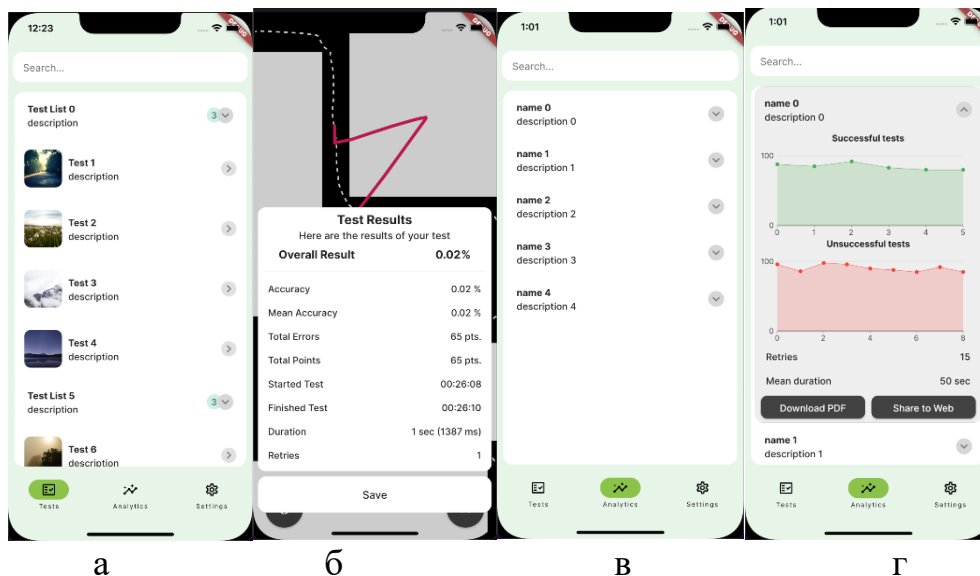 12:23
DEBUG
Search...
Test List 0
description
3
Test 1
description
Test 2
description
Test 3
description
Test 4
description
Test List 5
description
3
Test 6
description
Tests
Analytics
Settings
Test Results
Here are the results of your test
Overall Result 0.02%
Accuracy 0.02 %
Mean Accuracy 0.02 %
Total Errors 65 pts.
Total Points 65 pts.
Started Test 00:26:08
Finished Test 00:26:10
Duration 1 sec (1387 ms)
Retries 1
Save
1:01
Search...
name 0
description 0
name 1
description 1
name 2
description 2
name 3
description 3
name 4
description 4
Tests
Analytics
Settings
1:01
Search...
name 0
description 0
Successful tests
100
0
0 1 2 3 4 5
Unsuccessful tests
100
0
0 2 4 6 8
Retries 15
Mean duration 50 sec
Download PDF
Share to Web
name 1
description 1
Tests
Analytics
Settings
а б в г